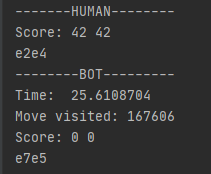 -------HUMAN--------
Score: 42 42
e2e4
--------BOT---------
Time:  25.6108704
Move visited: 167606
Score: 0 0
e7e5